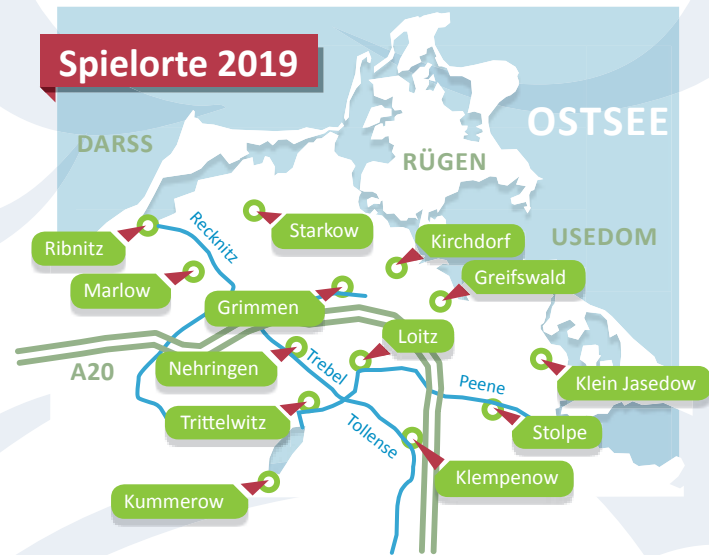 Spielorte 2019
OSTSEE
DARSS
RÜGEN
Recknitz
Starkow
Ribnitz
Kirchdorf
USEDOM
Marlow
Greifswald
Grimmen
Loitz
A20
Nehringen
Trebel
Peene
Klein Jasedow
Trittelwitz
Tollense
Stolpe
Klempenow
Kummerow